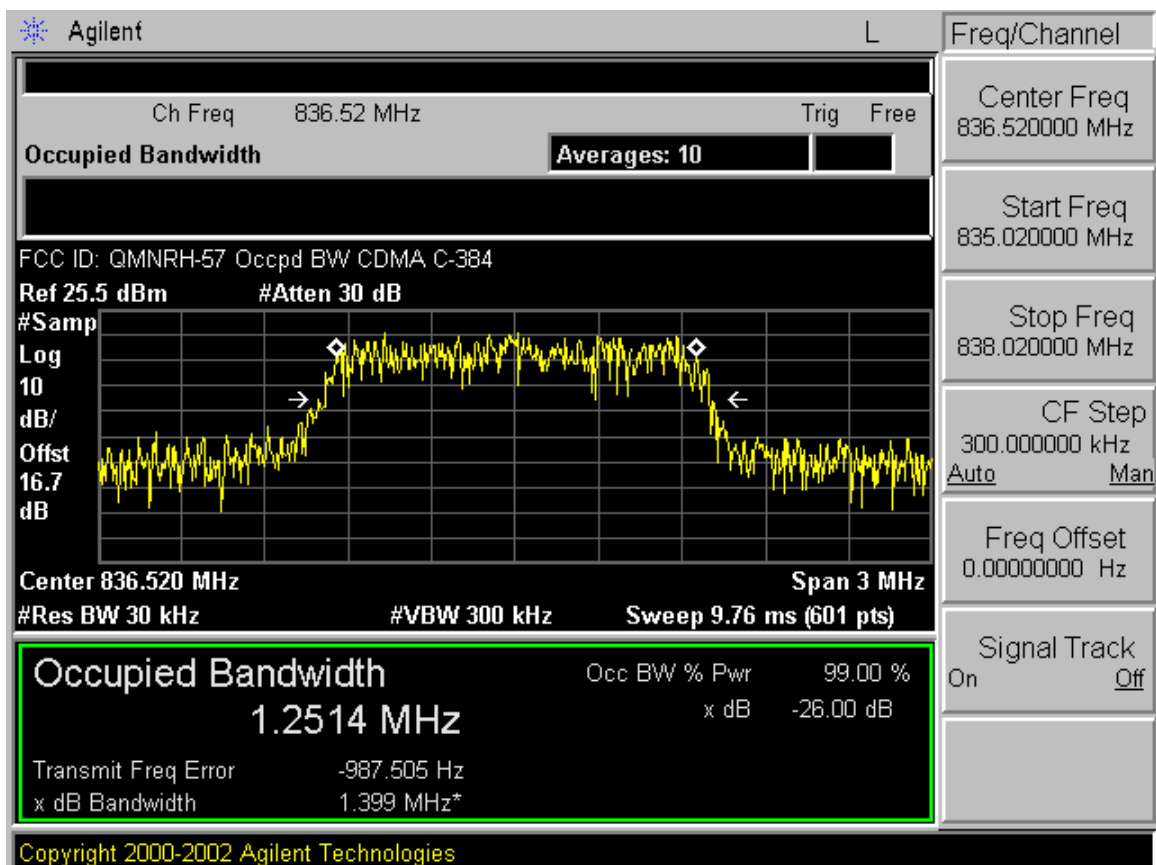 Agilent L Freq/Channel
Ch Freq 836.52 MHz Trig Free
Occupied Bandwidth Averages: 10
FCC ID: QMNRH-57 Occpd BW CDMA C-384
Ref 25.5 dBm #Atten 30 dB
#Samp
Log
10
dB/
Offst
16.7
dB
Center 836.520 MHz Span 3 MHz
#Res BW 30 kHz #VBW 300 kHz Sweep 9.76 ms (601 pts)
Occupied Bandwidth Occ BW % Pwr 99.00 %
1.2514 MHz x dB -26.00 dB
Transmit Freq Error -987.505 Hz
x dB Bandwidth 1.399 MHz*
Copyright 2000-2002 Agilent Technologies
Center Freq
836.520000 MHz
Start Freq
835.020000 MHz
Stop Freq
838.020000 MHz
CF Step
300.000000 kHz
Auto Man
Freq Offset
0.00000000 Hz
Signal Track
On Off